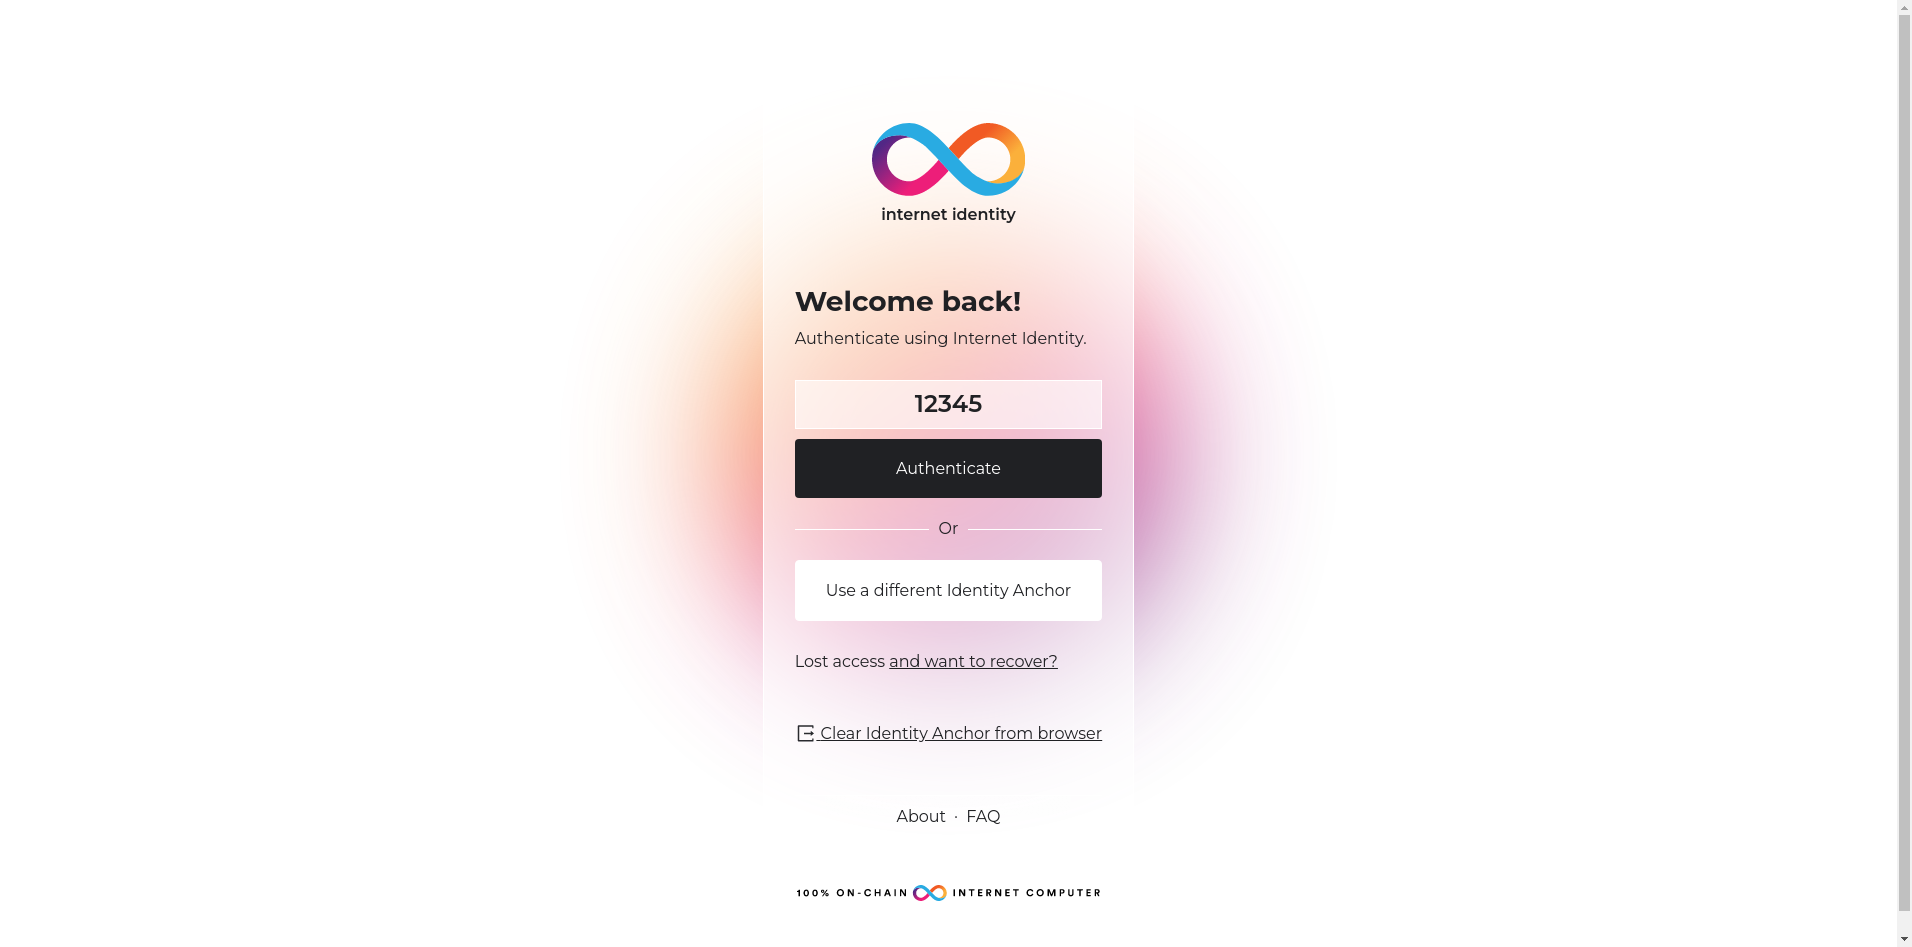 internet identity
Welcome back!
Authenticate using Internet Identity.
12345
Authenticate
Or
Use a different Identity Anchor
Lost access and want to recover?
Clear Identity Anchor from browser
About · FAQ
100% ON-CHAIN INTERNET COMPUTER